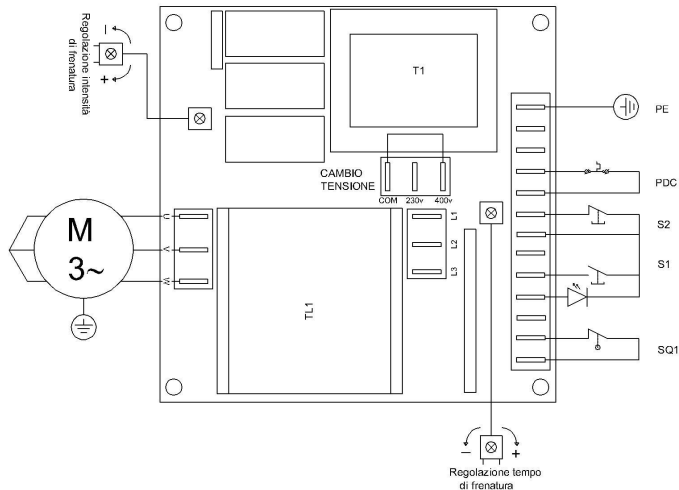 Regolazione intensità
di frenatura
−
+
T1
PE
CAMBIO
TENSIONE
COM 230v 400v
PDC
S2
S1
SQ1
L1
L2
L3
M
3~
U
V
W
TL1
− +
Regolazione tempo
di frenatura